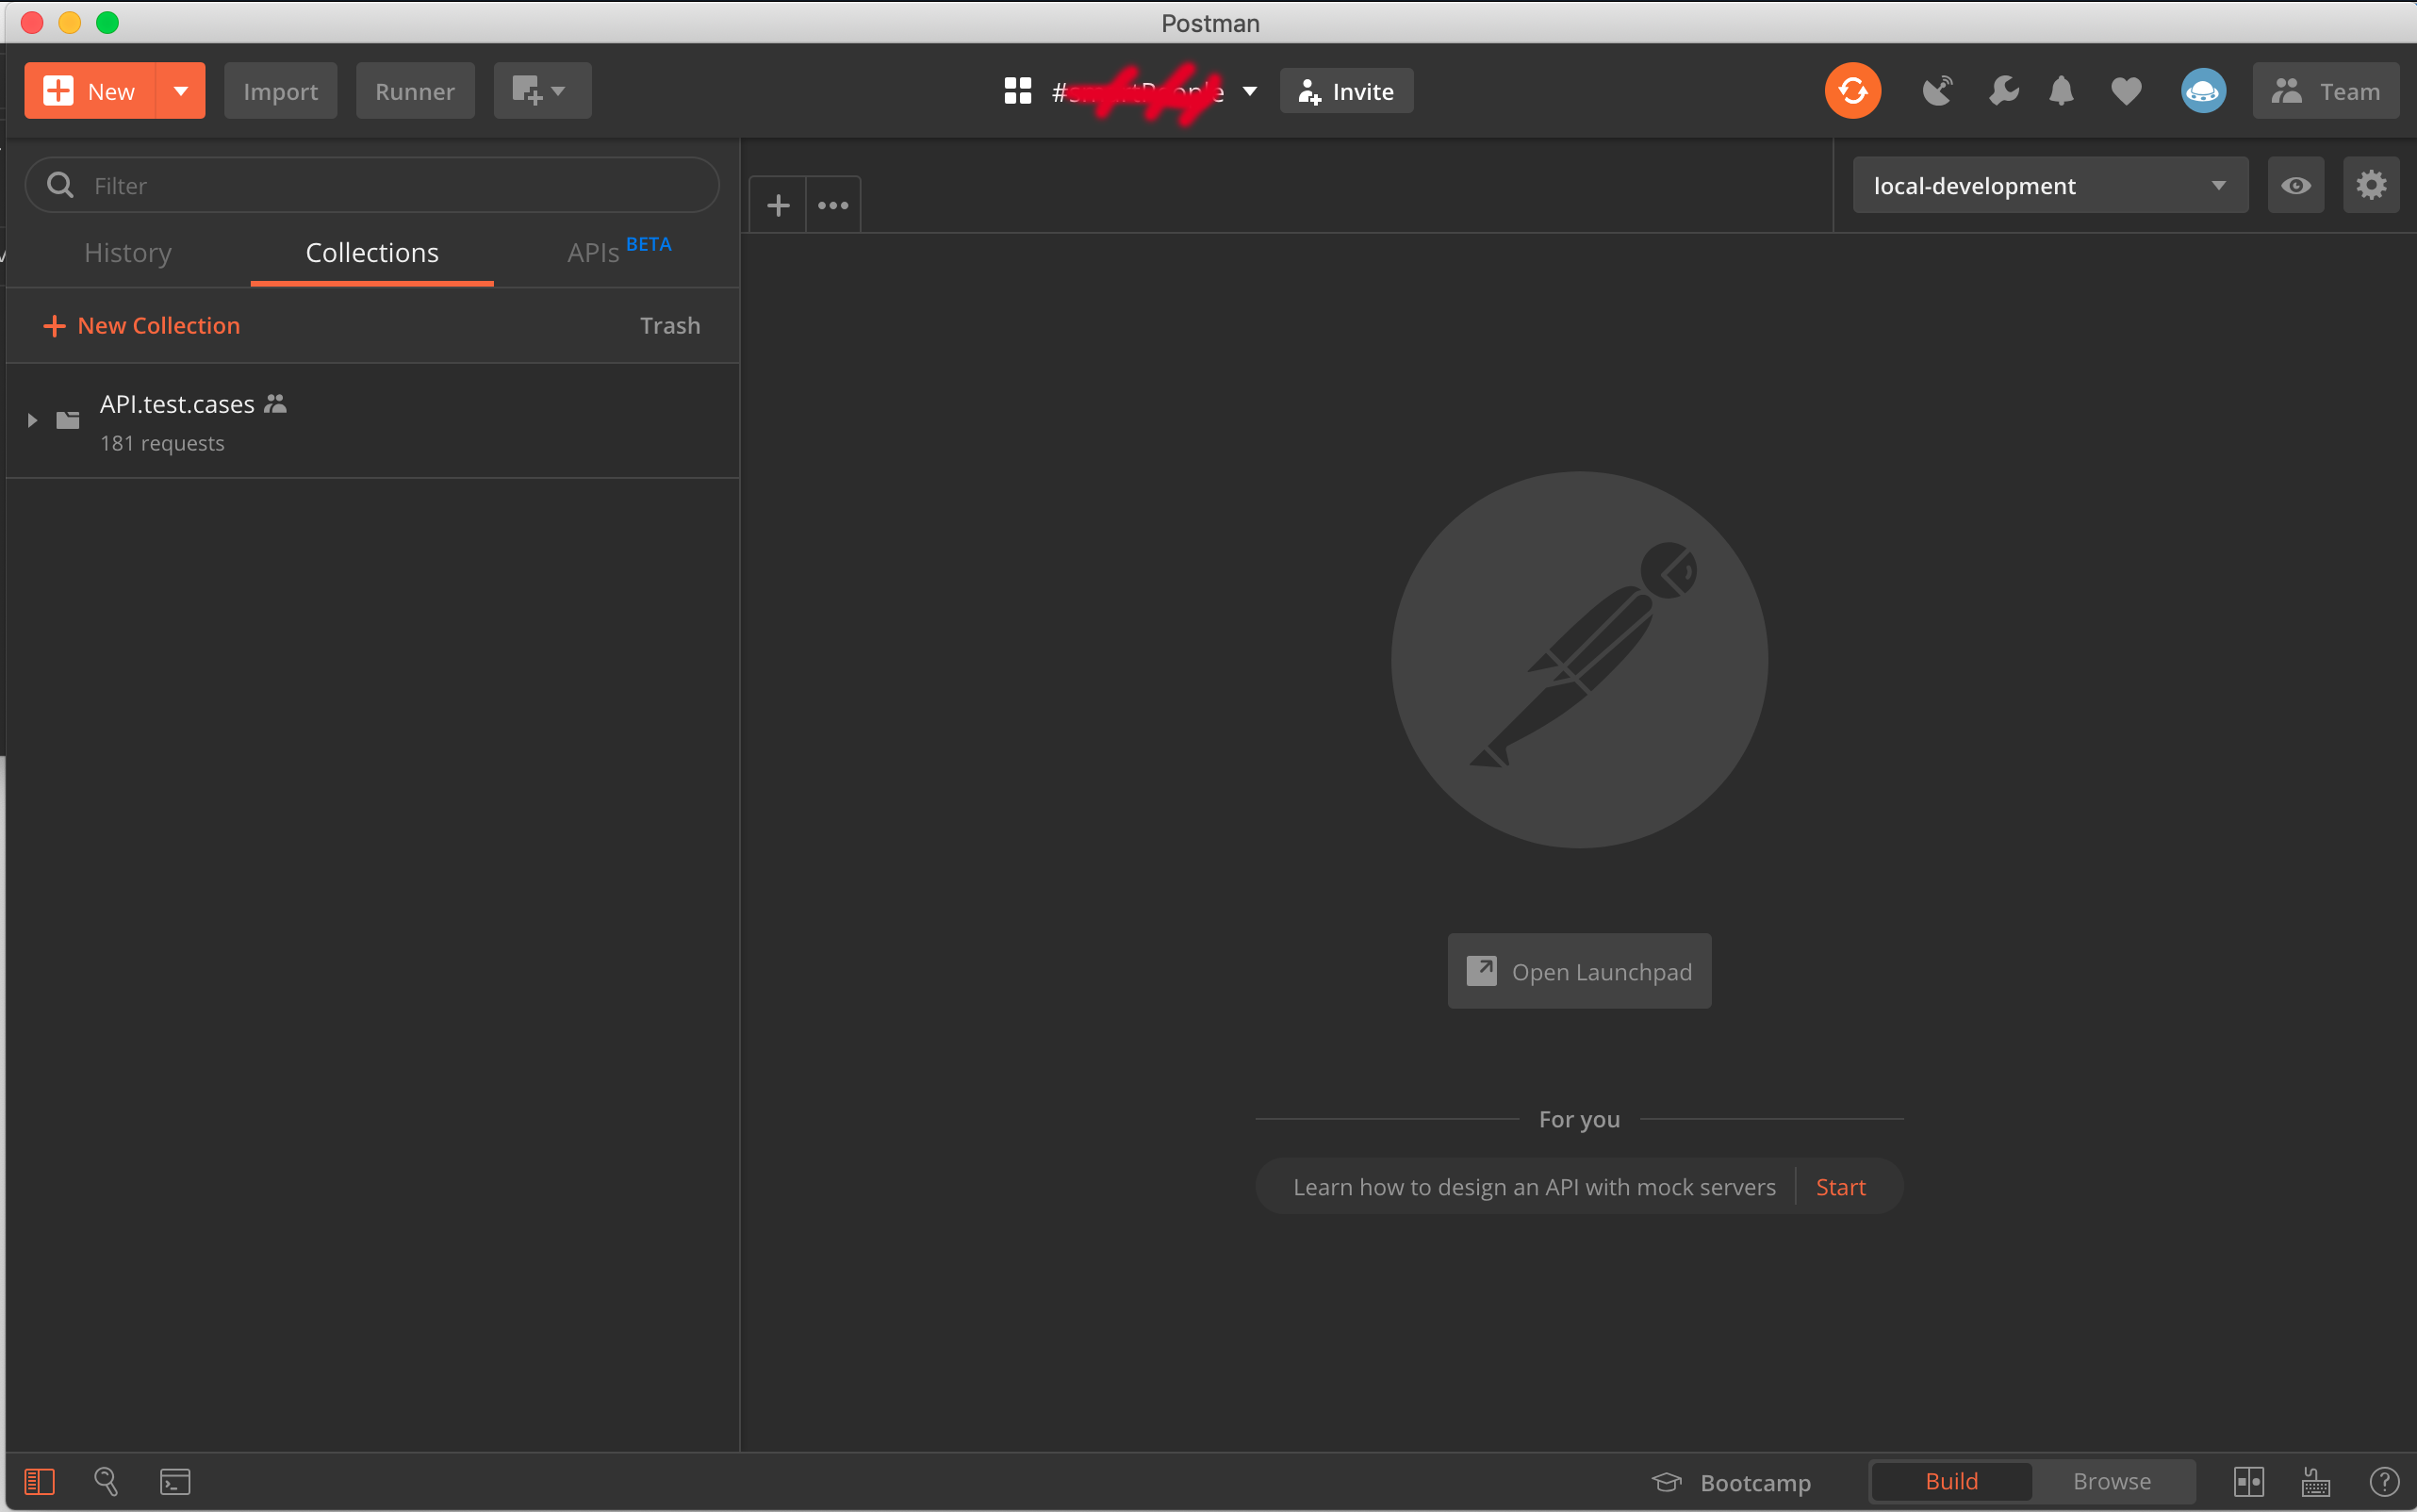 Postman
New
Import
Runner
Invite
Team
Filter
local-development
History
Collections
APIs BETA
New Collection
Trash
API.test.cases
181 requests
Open Launchpad
For you
Learn how to design an API with mock servers
Start
Bootcamp
Build
Browse